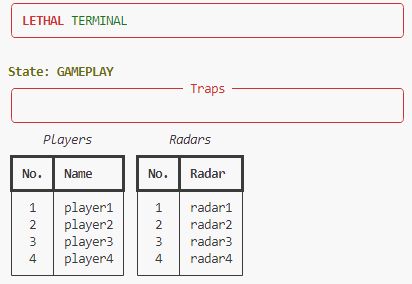 LETHAL TERMINAL
State: GAMEPLAY
Traps
Players Radars
No. Name No. Radar
1 player1 1 radar1
2 player2 2 radar2
3 player3 3 radar3
4 player4 4 radar4